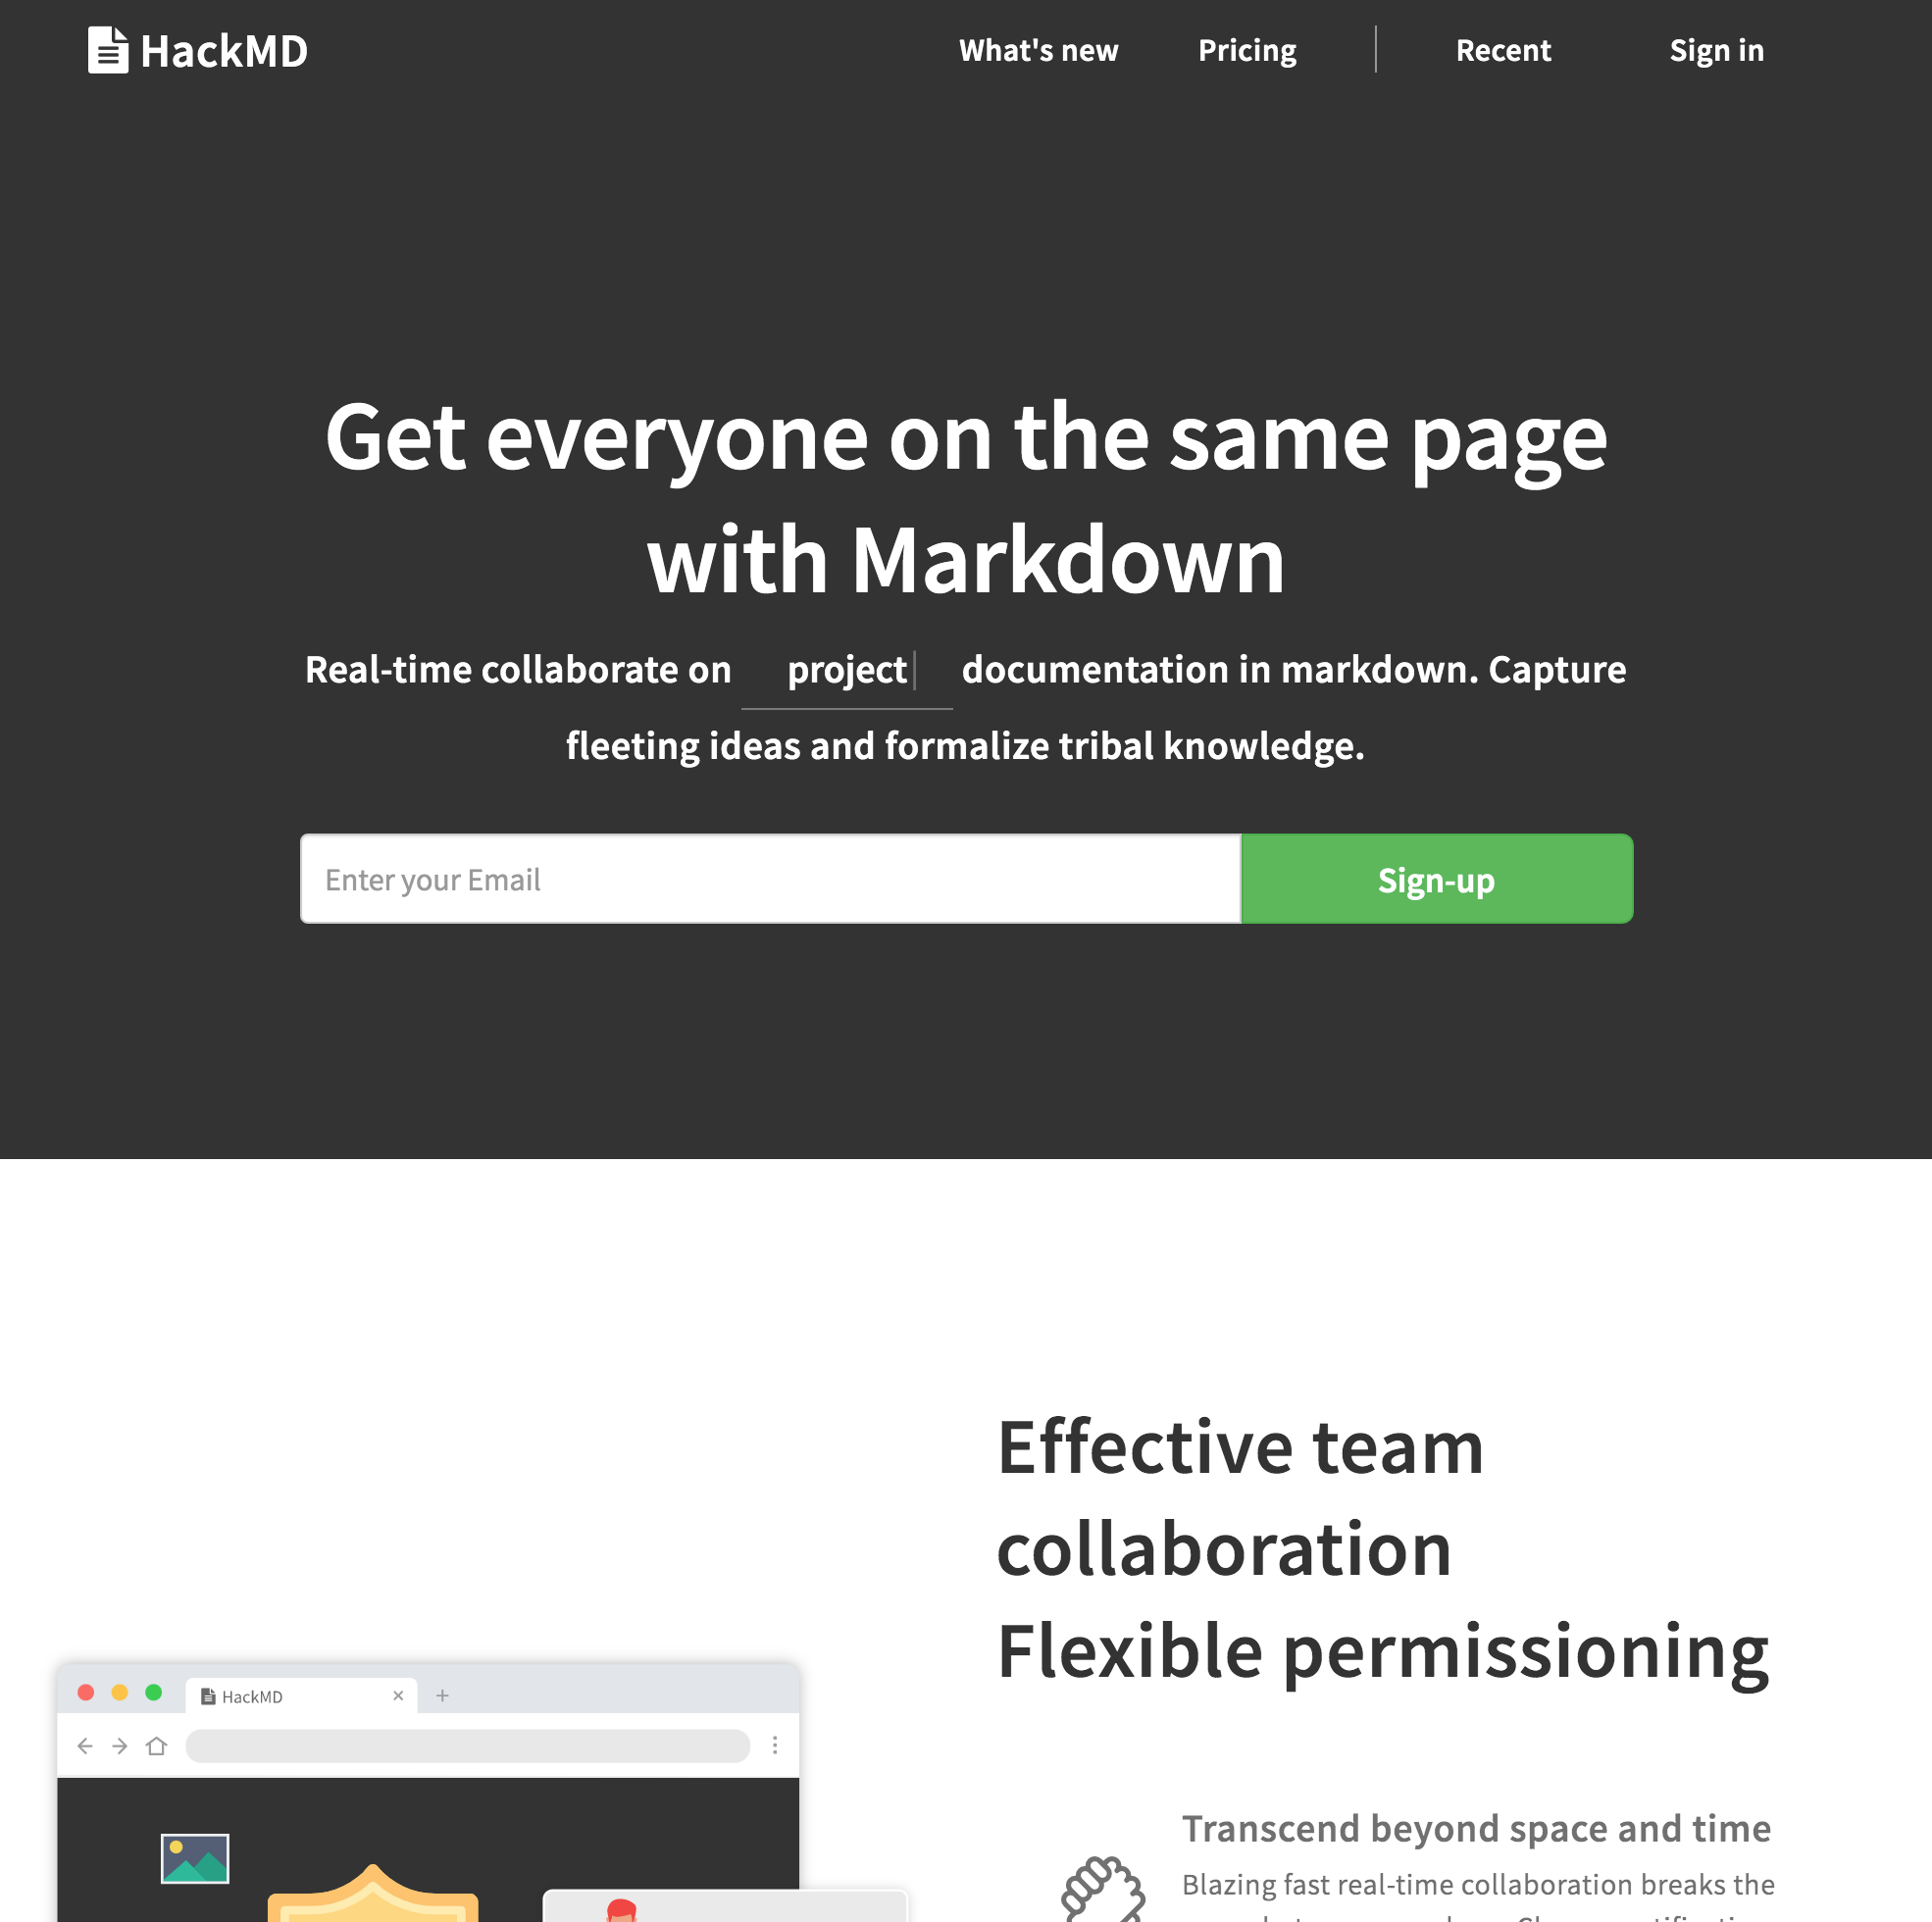 HackMD
What's new
Pricing
Recent
Sign in
Get everyone on the same page
with Markdown
Real-time collaborate on project documentation in markdown. Capture
fleeting ideas and formalize tribal knowledge.
Enter your Email
Sign-up
Effective team
collaboration
Flexible permissioning
HackMD
Transcend beyond space and time
Blazing fast real-time collaboration breaks the